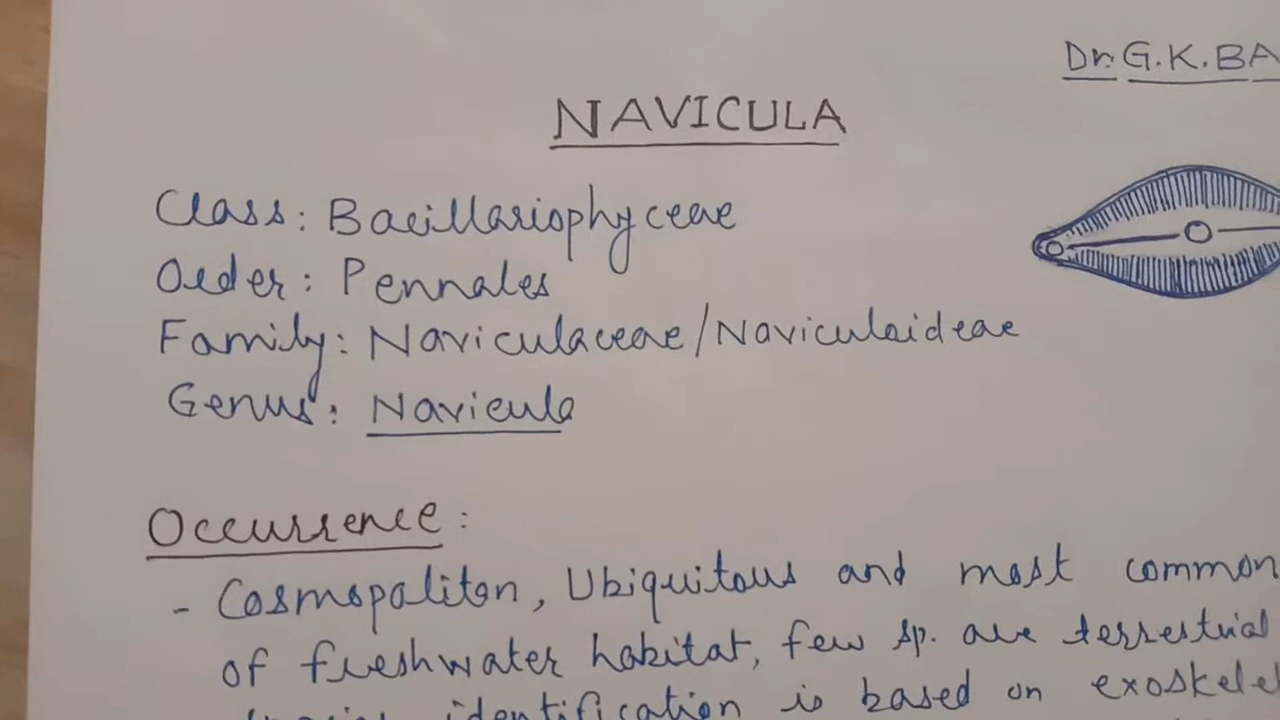 Dr. G.K. BA
NAVICULA
Class: Bacillariophyceae
Order: Pennales
Family: Naviculaceae/Naviculaideae
Genus: Navicula
Occurrence:
- Cosmopoliton, Ubiquitous and most common
of freshwater habitat, few sp. are terrestrial
identification is based on exoskele